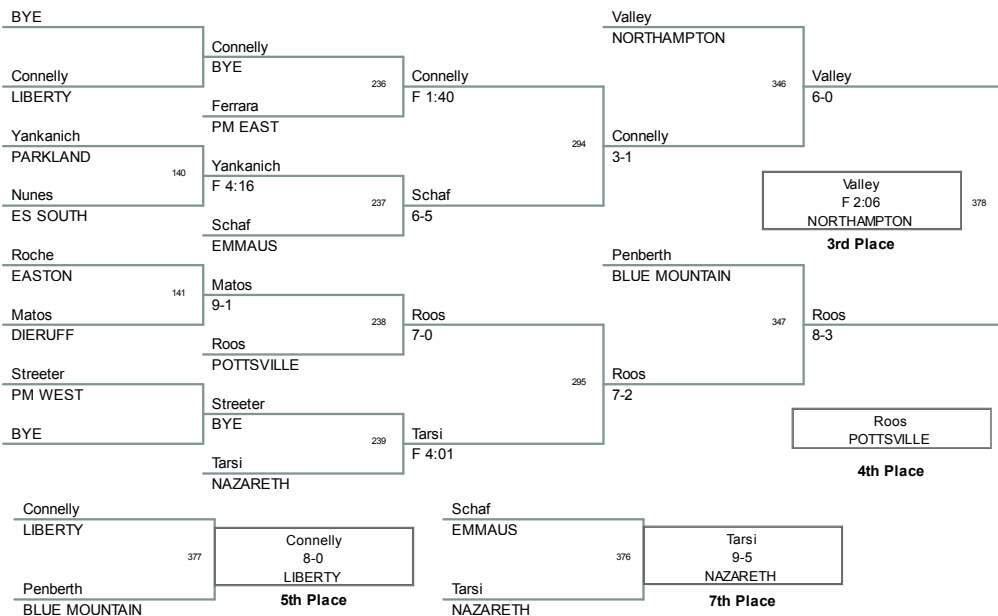 BYE
Connelly
LIBERTY
Yankanich
PARKLAND
140
Nunes
ES SOUTH
Roche
EASTON
141
Matos
DIERUFF
Streeter
PM WEST
BYE
Connelly
BYE
236
Ferrara
PM EAST
Yankanich
F 4:16
237
Schaf
EMMAUS
Matos
9-1
238
Roos
POTTSVILLE
Streeter
BYE
239
Tarsi
NAZARETH
Connelly
F 1:40
294
Schaf
6-5
Roos
7-0
295
Tarsi
F 4:01
Valley
NORTHAMPTON
346
Connelly
3-1
Penberth
BLUE MOUNTAIN
347
Roos
7-2
Valley
6-0
Valley
F 2:06
NORTHAMPTON
378
3rd Place
Roos
8-3
Roos
POTTSVILLE
4th Place
Connelly
LIBERTY
377
Penberth
BLUE MOUNTAIN
Connelly
8-0
LIBERTY
5th Place
Schaf
EMMAUS
376
Tarsi
NAZARETH
Tarsi
9-5
NAZARETH
7th Place